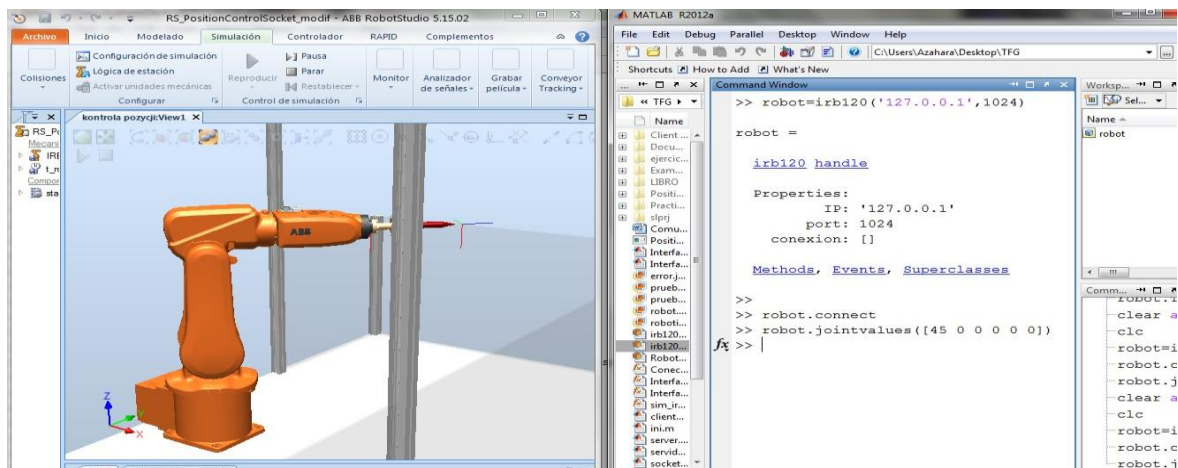 RS_PositionControlSocket_modif - ABB RobotStudio 5.15.02
Archivo Inicio Modelado Simulación Controlador RAPID Complementos
Colisiones
Configuración de simulación
Lógica de estación
Activar unidades mecánicas
Configurar
Reproducir
Pausa
Parar
Restablecer
Control de simulación
Monitor
Analizador de señales
Grabar película
Conveyor Tracking
kontrola pozycji:View1
ABB
Z
Y
X
MATLAB R2012a
File Edit Debug Parallel Desktop Window Help
C:\Users\Azahara\Desktop\TFG
Shortcuts How to Add What's New
« TFG
Name
Client ...
Docu...
ejercic...
Exam...
LIBRO
Positi...
Practi...
slprj
Comu...
Positi...
Interfa...
Interfa...
error.j...
prueb...
prueb...
robot....
roboti...
irb120...
irb120...
Robot...
Conec...
Interfa...
Interfa...
sim_ir...
client...
ini.m
server....
servid...
socket...
Command Window
>> robot=irb120('127.0.0.1',1024)
robot =
irb120 handle
Properties:
IP: '127.0.0.1'
port: 1024
conexion: []
Methods, Events, Superclasses
>>
>> robot.connect
>> robot.jointvalues([45 0 0 0 0 0])
fx >>
Worksp...
Sel...
Name
robot
Comm...
clear a
clc
robot=i
robot.c
robot.j
clear a
clc
robot=i
robot.c
robot.j